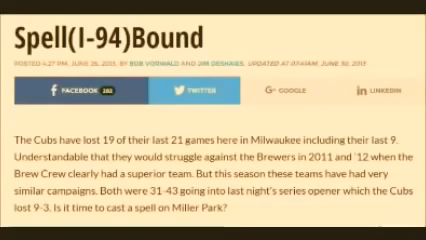 Spell(I-94)Bound
POSTED 4:27 PM, JUNE 26, 2013, BY BOB VORWALD AND JIM DESHAIES, UPDATED AT 07:41AM, JUNE 30, 2013
FACEBOOK 282 TWITTER GOOGLE LINKEDIN
The Cubs have lost 19 of their last 21 games here in Milwaukee including their last 9.
Understandable that they would struggle against the Brewers in 2011 and '12 when the
Brew Crew clearly had a superior team. But this season these teams have had very
similar campaigns. Both were 31-43 going into last night's series opener which the Cubs
lost 9-3. Is it time to cast a spell on Miller Park?